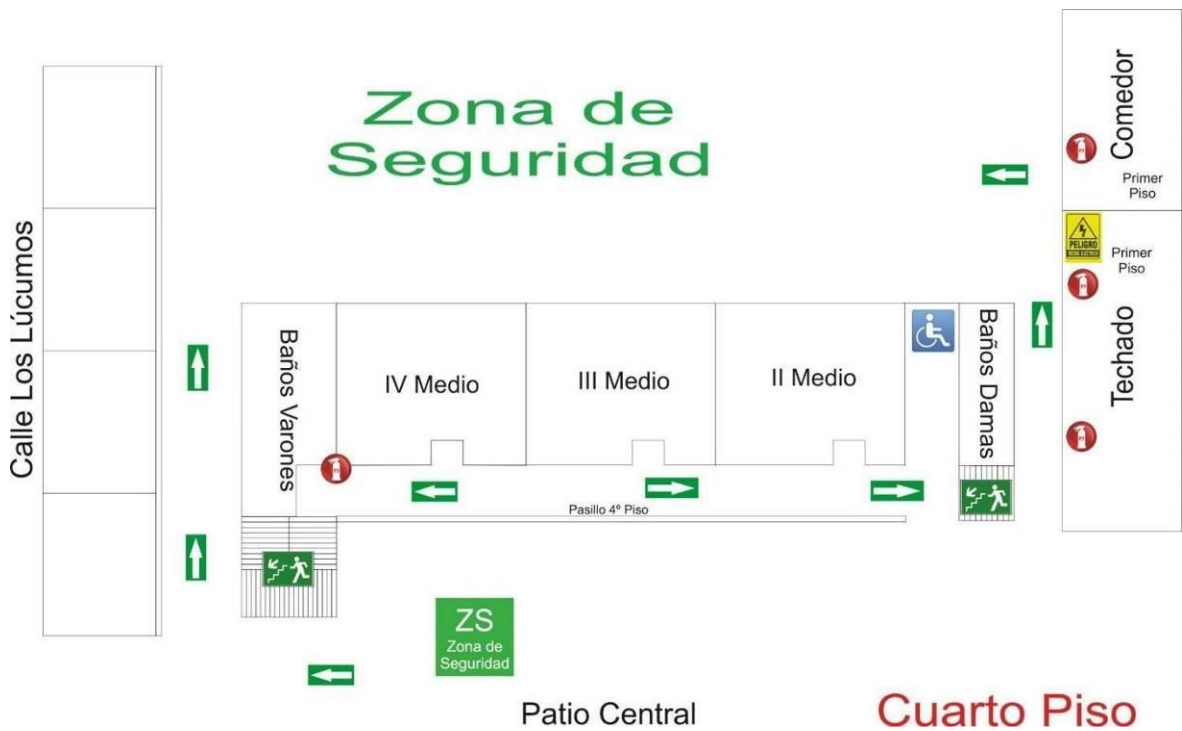 Zona de
Seguridad
Comedor
Primer
Piso
PELIGRO
Primer
Piso
Techado
Calle Los Lúcumos
Baños Varones
IV Medio
III Medio
II Medio
Baños Damas
Pasillo 4º Piso
ZS
Zona de
Seguridad
Patio Central
Cuarto Piso